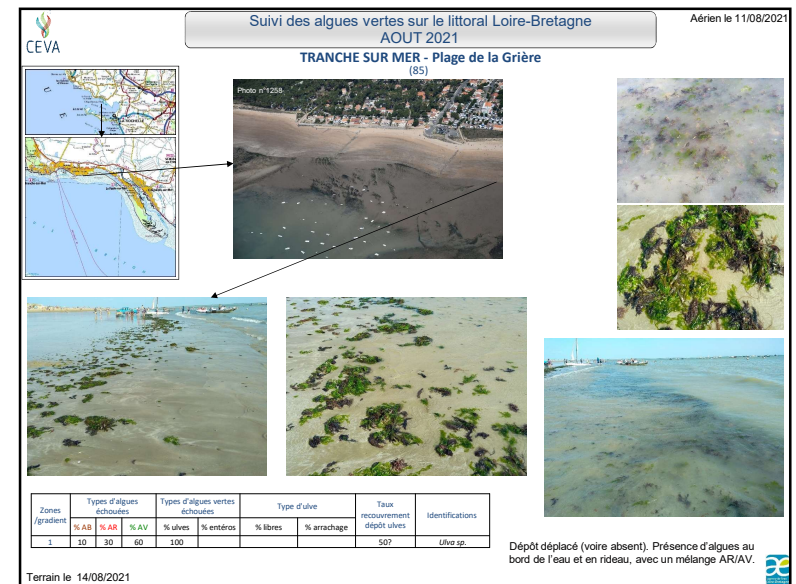 CEVA
Suivi des algues vertes sur le littoral Loire-Bretagne
AOUT 2021
Aérien le 11/08/2021
TRANCHE SUR MER - Plage de la Grière
(85)
Photo n°1258
Zones /gradient
Types d'algues échouées
Types d'algues vertes échouées
Type d'ulve
Taux recouvrement dépôt ulves
Identifications
% AB % AR % AV % ulves % entéros % libres % arrachage
1 10 30 60 100 50? Ulva sp.
Dépôt déplacé (voire absent). Présence d'algues au
bord de l'eau et en rideau, avec un mélange AR/AV.
Terrain le 14/08/2021